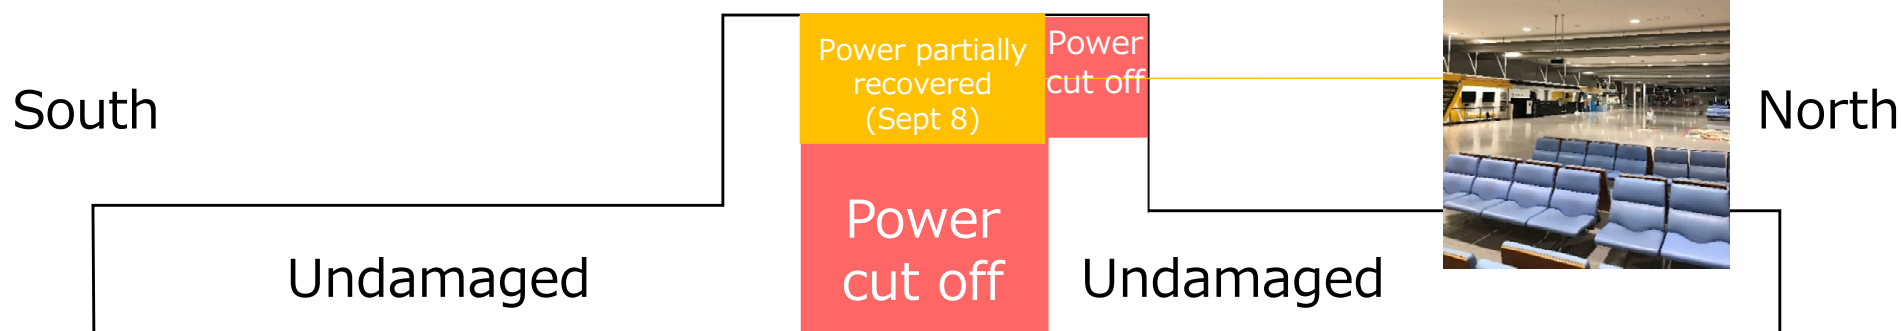 South
Power partially
recovered
(Sept 8)
Power
cut off
North
Undamaged
Power
cut off
Undamaged